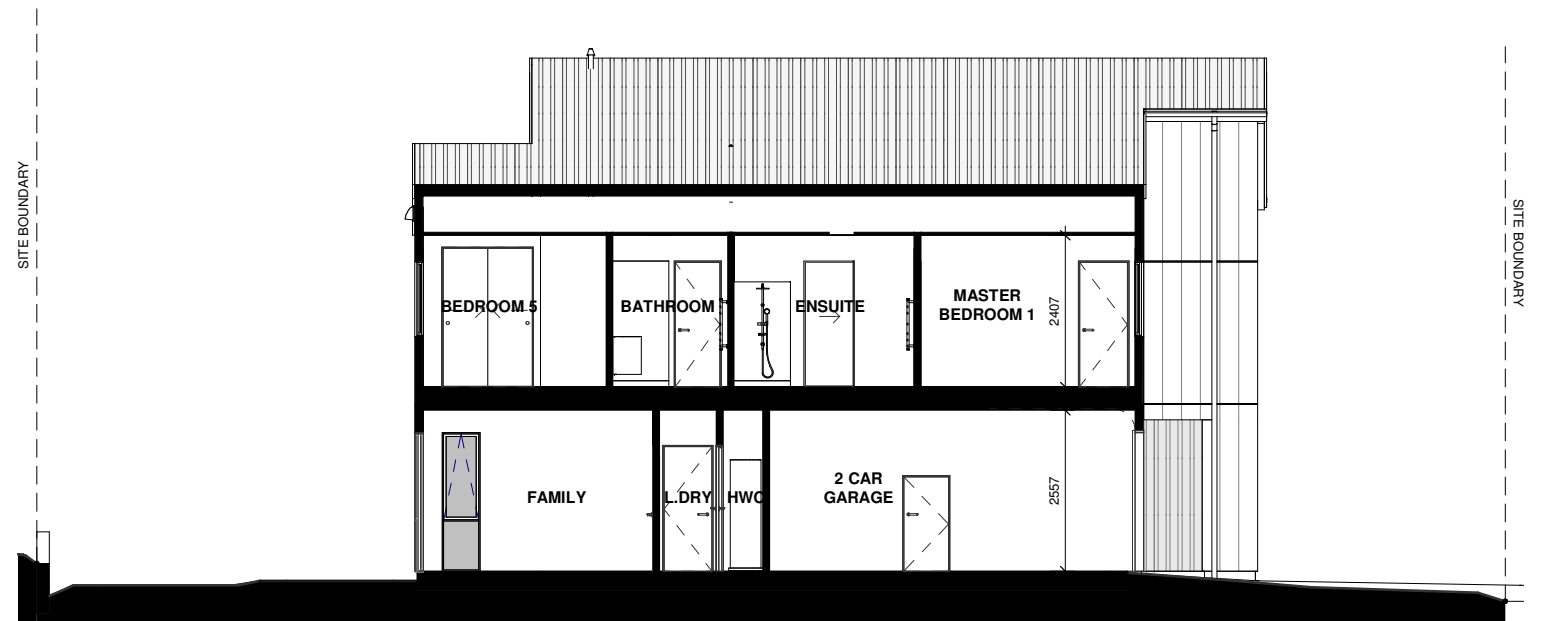 SITE BOUNDARY
SITE BOUNDARY
BEDROOM 5
BATHROOM
ENSUITE
MASTER
BEDROOM 1
2407
FAMILY
L.DRY
HWC
2 CAR
GARAGE
2557